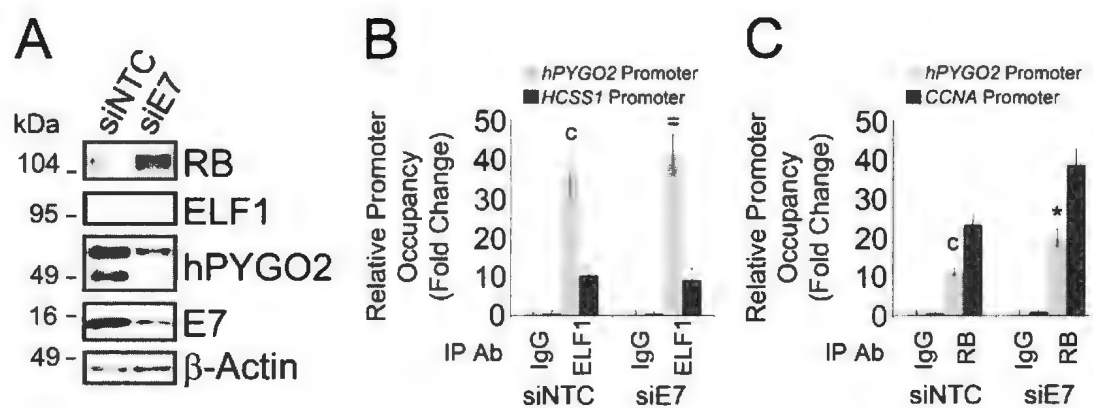 A
siNTC
siE7
kDa
104
RB
95
ELF1
49
hPYGO2
16
E7
49
β-Actin
B
hPYGO2 Promoter
HCSS1 Promoter
Relative Promoter
Occupancy
(Fold Change)
50
40
30
20
10
0
c
=
IP Ab
IgG
ELF1
IgG
ELF1
siNTC
siE7
C
hPYGO2 Promoter
CCNA Promoter
Relative Promoter
Occupancy
(Fold Change)
50
40
30
20
10
0
c
*
IP Ab
IgG
RB
IgG
RB
siNTC
siE7